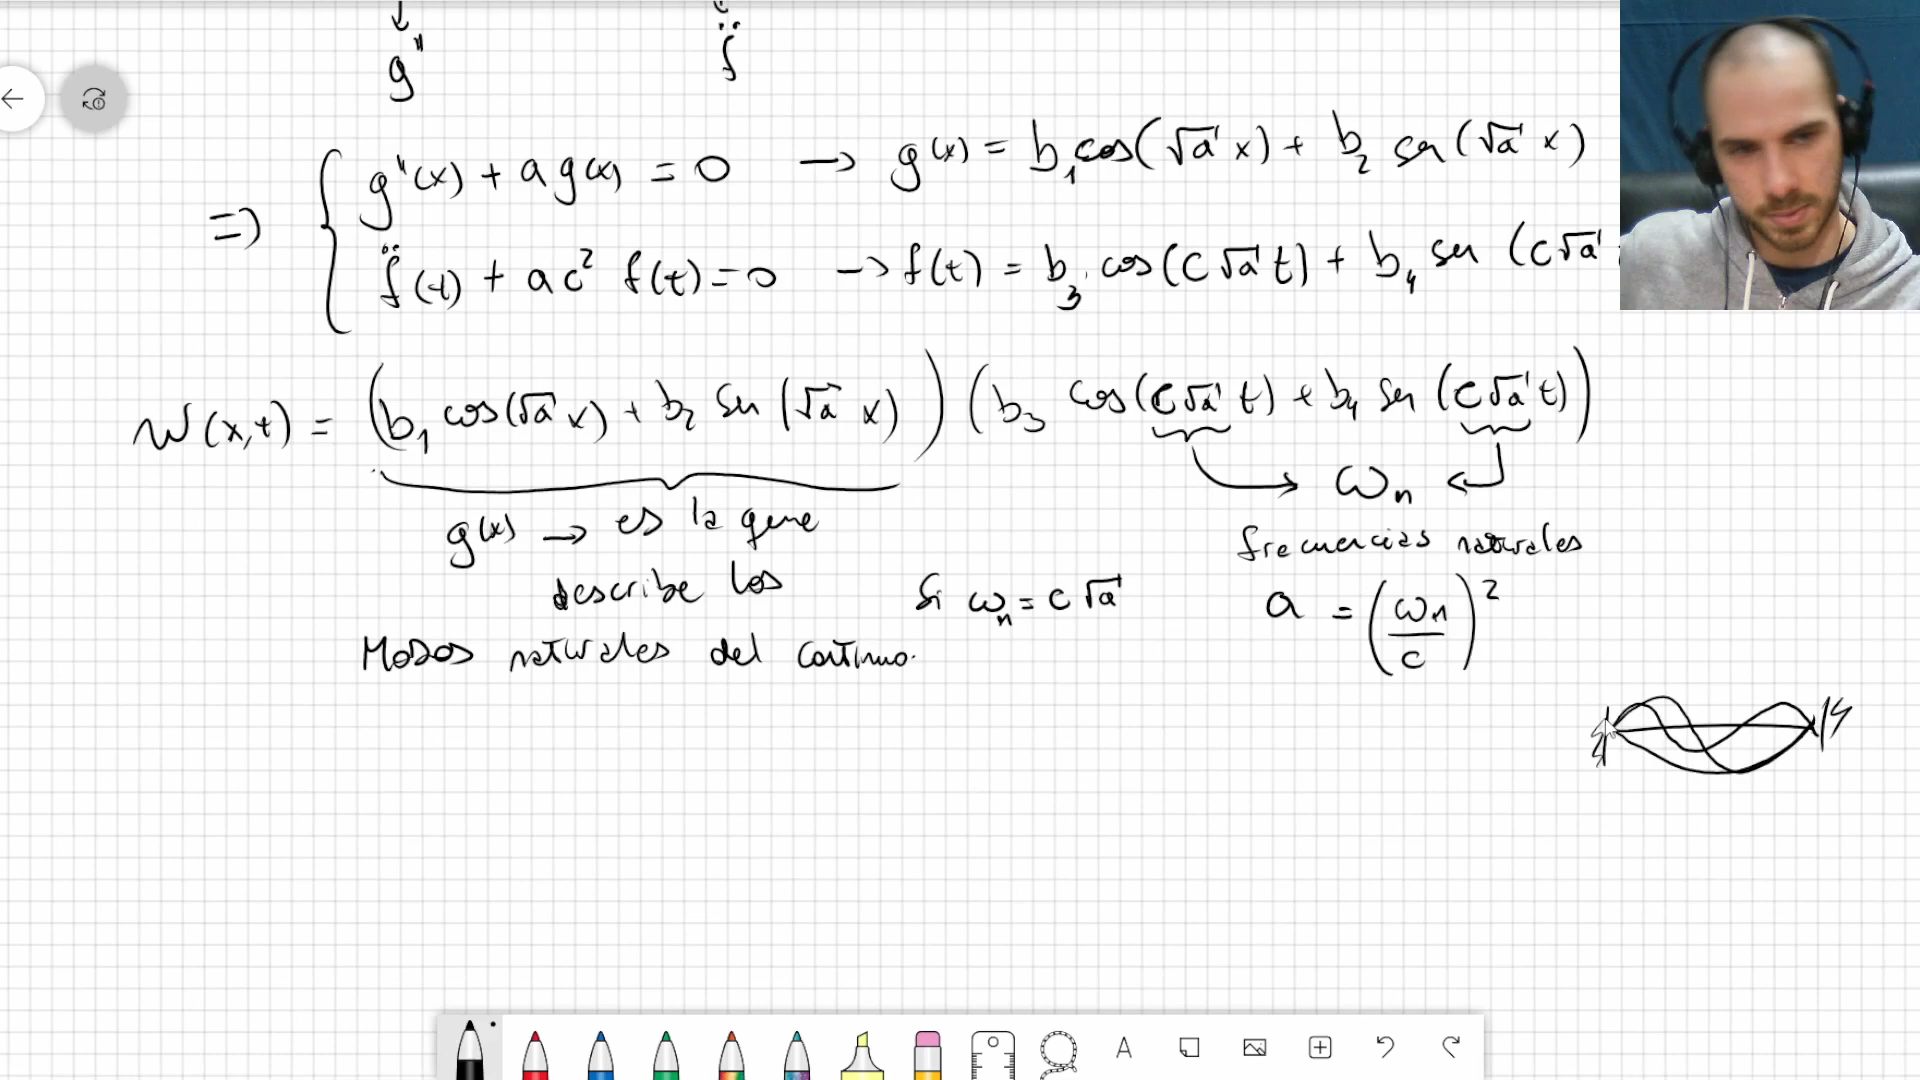 g'' f̈
=> { g''(x) + a g(x) = 0 → g(x) = b₁ cos(√a x) + b₂ sen (√a x)
f̈(t) + a c² f(t) = 0 → f(t) = b₃ cos(c √a t) + b₄ sen (c √a
w(x,t) = (b₁ cos(√a x) + b₂ sen (√a x)) (b₃ cos(c √a t) + b₄ sen (c √a t))
ωₙ
g(x) → es la que
frecuencias naturales
describe los
Si ωₙ = c √a
a = (ωₙ/c)²
Modos naturales del continuo.
A